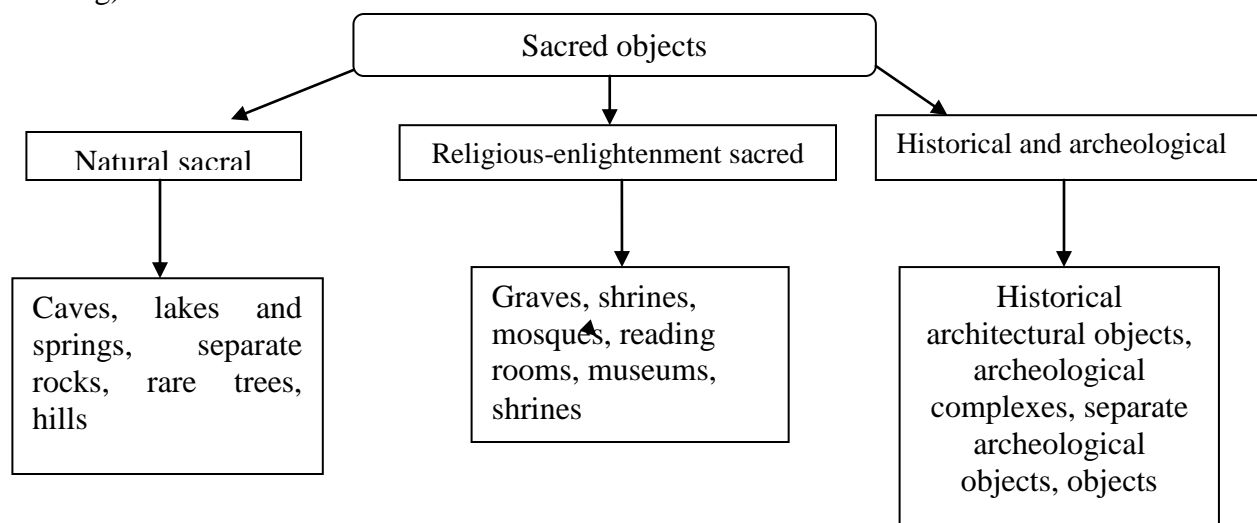 Sacred objects
Natural sacral
Religious-enlightenment sacred
Historical and archeological
Caves, lakes and
springs, separate
rocks, rare trees,
hills
Graves, shrines,
mosques, reading
rooms, museums,
shrines
Historical
architectural objects,
archeological
complexes, separate
archeological
objects, objects